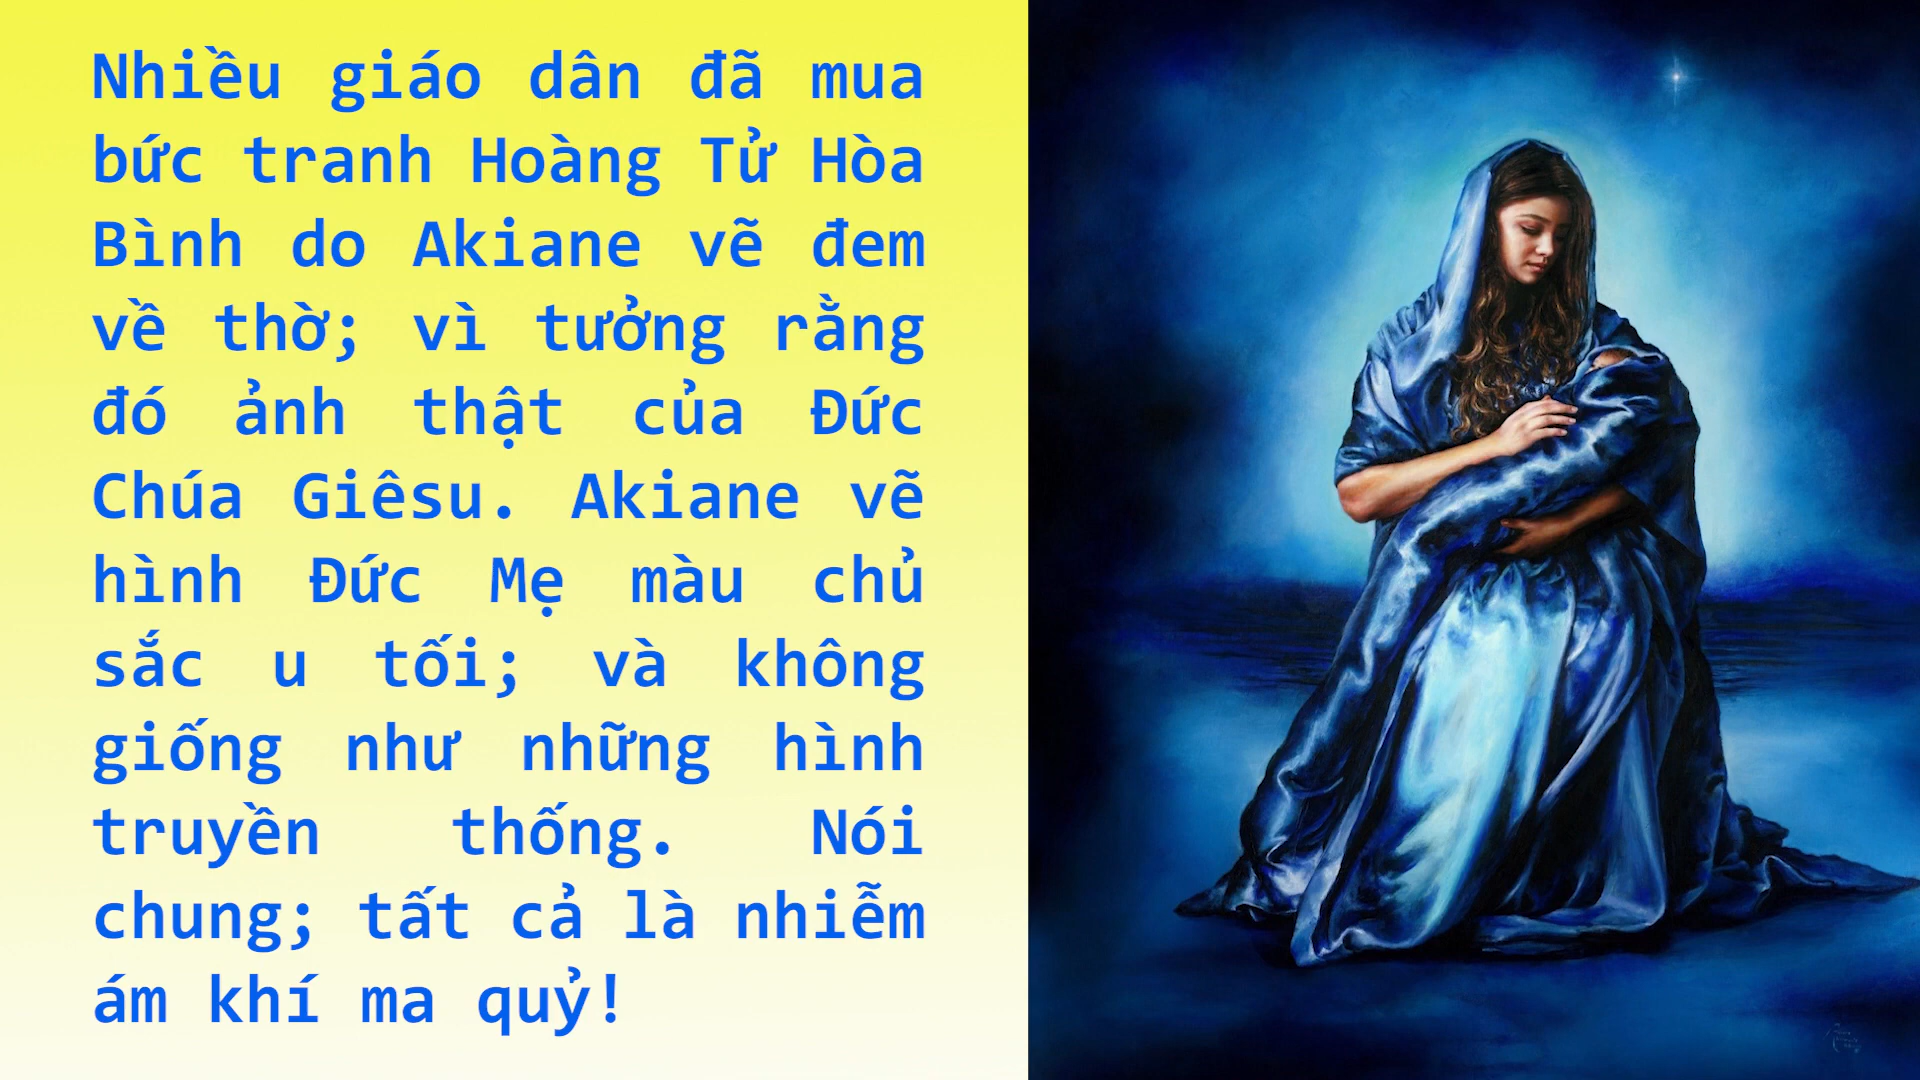 Nhiều giáo dân đã mua
bức tranh Hoàng Tử Hòa
Bình do Akiane vẽ đem
về thờ; vì tưởng rằng
đó ảnh thật của Đức
Chúa Giêsu. Akiane vẽ
hình Đức Mẹ màu chủ
sắc u tối; và không
giống như những hình
truyền thống. Nói
chung; tất cả là nhiễm
ám khí ma quỷ!